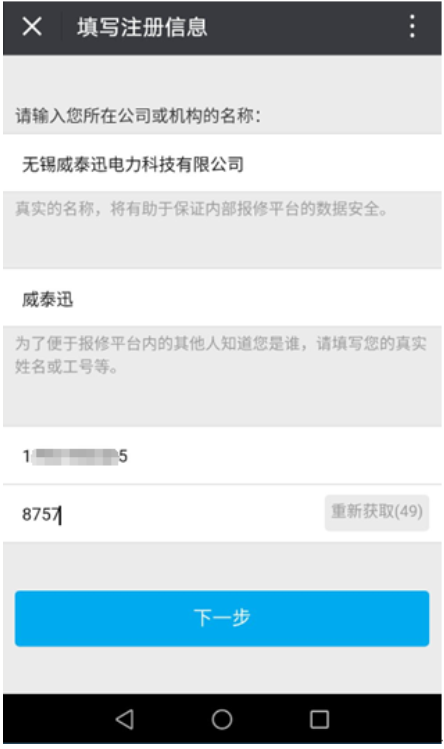 填写注册信息
请输入您所在公司或机构的名称：
无锡威泰迅电力科技有限公司
真实的名称，将有助于保证内部报修平台的数据安全。
威泰迅
为了便于报修平台内的其他人知道您是谁，请填写您的真实
姓名或工号等。
1 5
8757
重新获取(49)
下一步